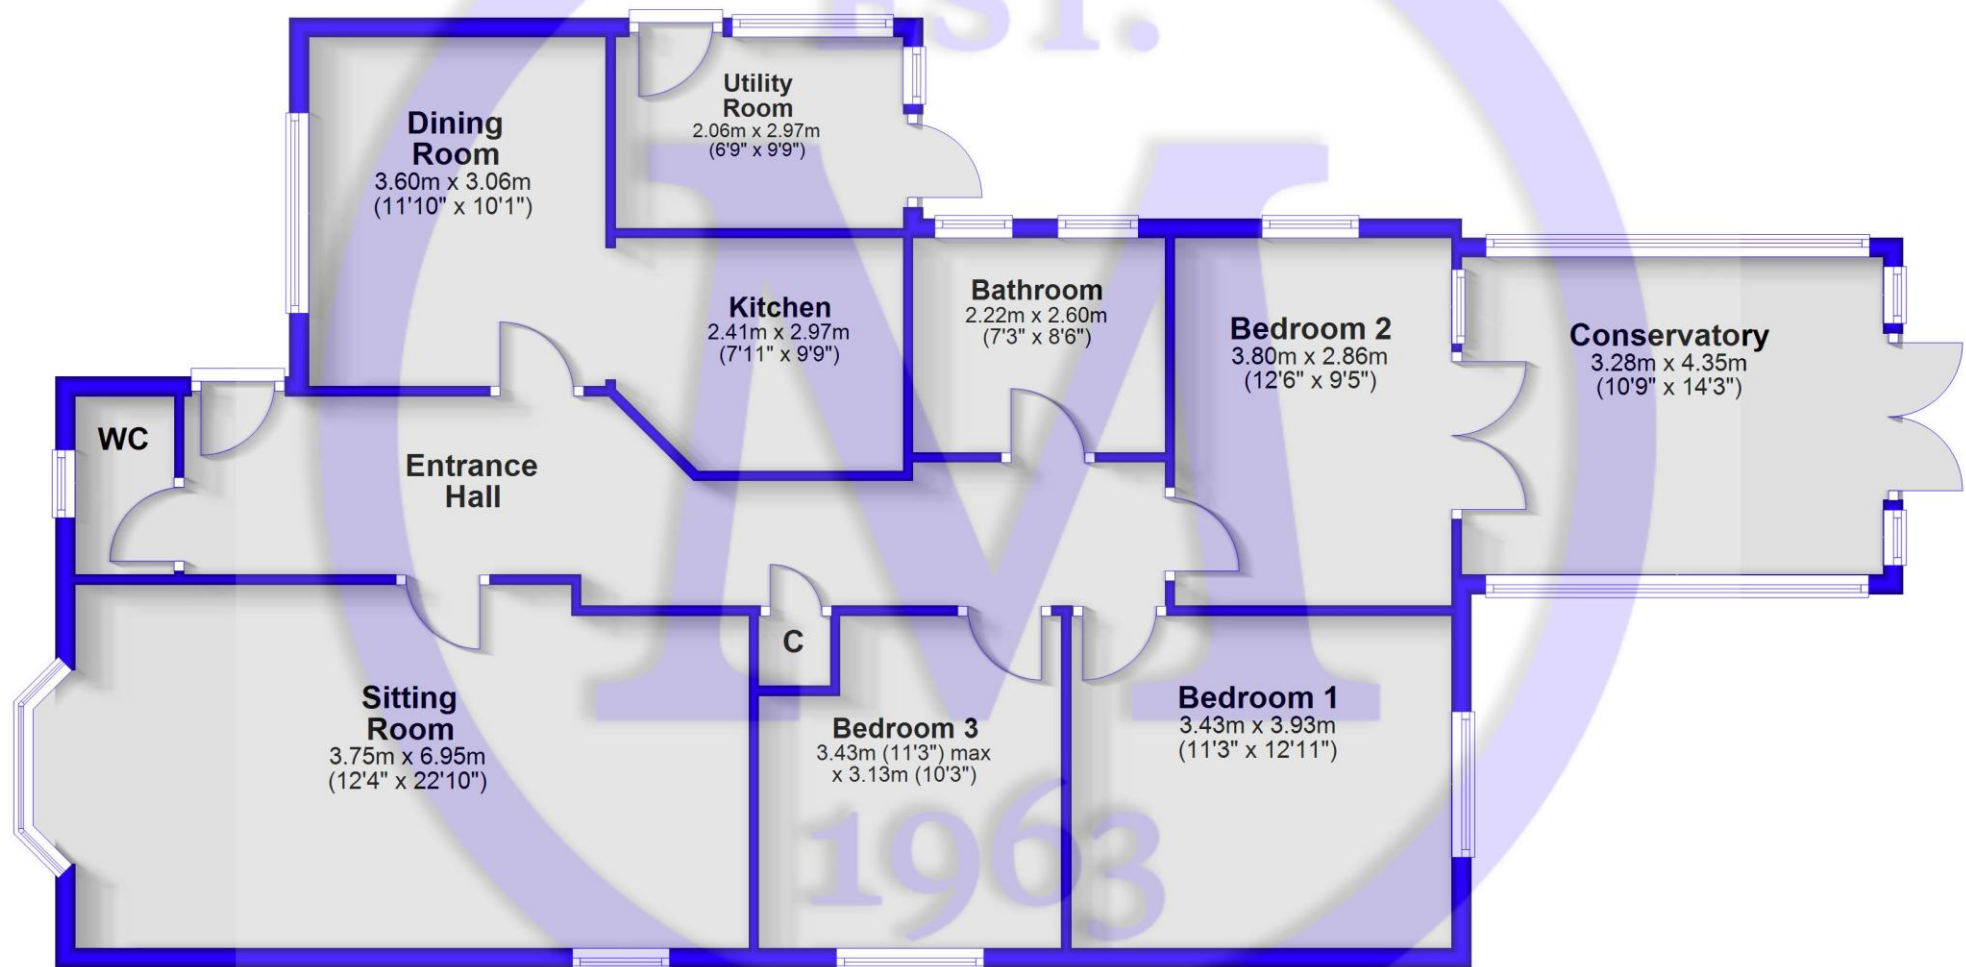 EST.
Utility
Room
2.06m x 2.97m
(6'9" x 9'9")
Dining
Room
3.60m x 3.06m
(11'10" x 10'1")
Kitchen
2.41m x 2.97m
(7'11" x 9'9")
Bathroom
2.22m x 2.60m
(7'3" x 8'6")
Bedroom 2
3.80m x 2.86m
(12'6" x 9'5")
Conservatory
3.28m x 4.35m
(10'9" x 14'3")
WC
Entrance
Hall
M
C
Sitting
Room
3.75m x 6.95m
(12'4" x 22'10")
Bedroom 3
3.43m (11'3") max
x 3.13m (10'3")
Bedroom 1
3.43m x 3.93m
(11'3" x 12'11")
1963